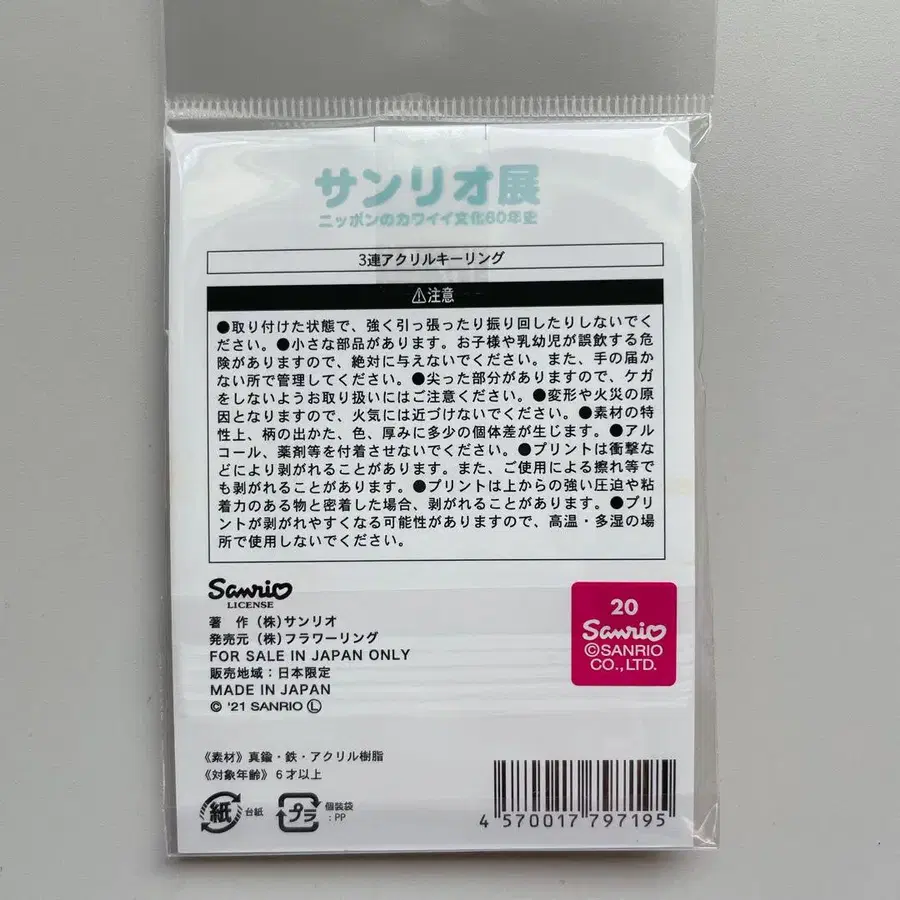 サンリオ展
ニッポンのカワイイ文化60年史
3連アクリルキーリング
⚠注意
●取り付けた状態で、強く引っ張ったり振り回したりしないでく
ださい。●小さな部品があります。お子様や乳幼児が誤飲する危
険がありますので、絶対に与えないでください。また、手の届か
ない所で管理してください。●尖った部分がありますので、ケガ
をしないようお取り扱いにはご注意ください。●変形や火災の原
因となりますので、火気には近づけないでください。●素材の特
性上、柄の出かた、色、厚みに多少の個体差が生じます。●アル
コール、薬剤等を付着させないでください。●プリントは衝撃な
どにより剥がれることがあります。また、ご使用による擦れ等で
も剥がれることがあります。●プリントは上からの強い圧迫や粘
着力のある物と密着した場合、剥がれることがあります。●プリ
ントが剥がれやすくなる可能性がありますので、高温・多湿の場
所で使用しないでください。
Sanrio
LICENSE
著 作（株）サンリオ
発売元（株）フラワーリング
FOR SALE IN JAPAN ONLY
販売地域：日本限定
MADE IN JAPAN
© '21 SANRIO Ⓛ
20
Sanrio
©SANRIO
CO.,LTD.
《素材》真鍮・鉄・アクリル樹脂
《対象年齢》6才以上
紙 台紙
プラ 個装袋
：PP
4 570017 797195